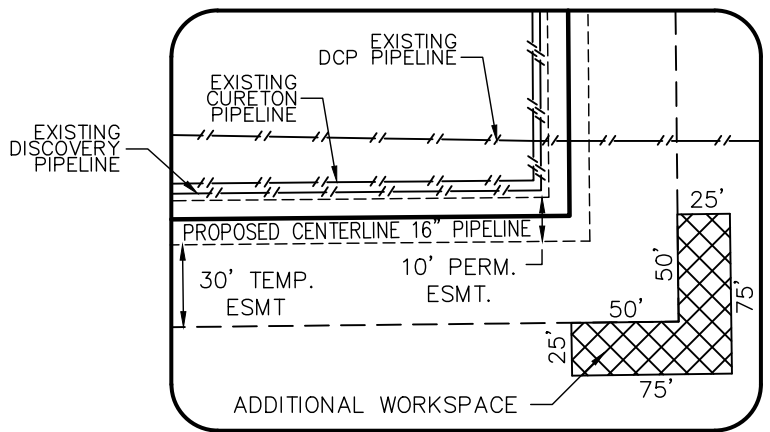 EXISTING
DCP PIPELINE
EXISTING
CURETON
PIPELINE
EXISTING
DISCOVERY
PIPELINE
PROPOSED CENTERLINE 16" PIPELINE
30' TEMP.
ESMT
10' PERM.
ESMT.
25'
50'
75'
50'
25'
75'
ADDITIONAL WORKSPACE